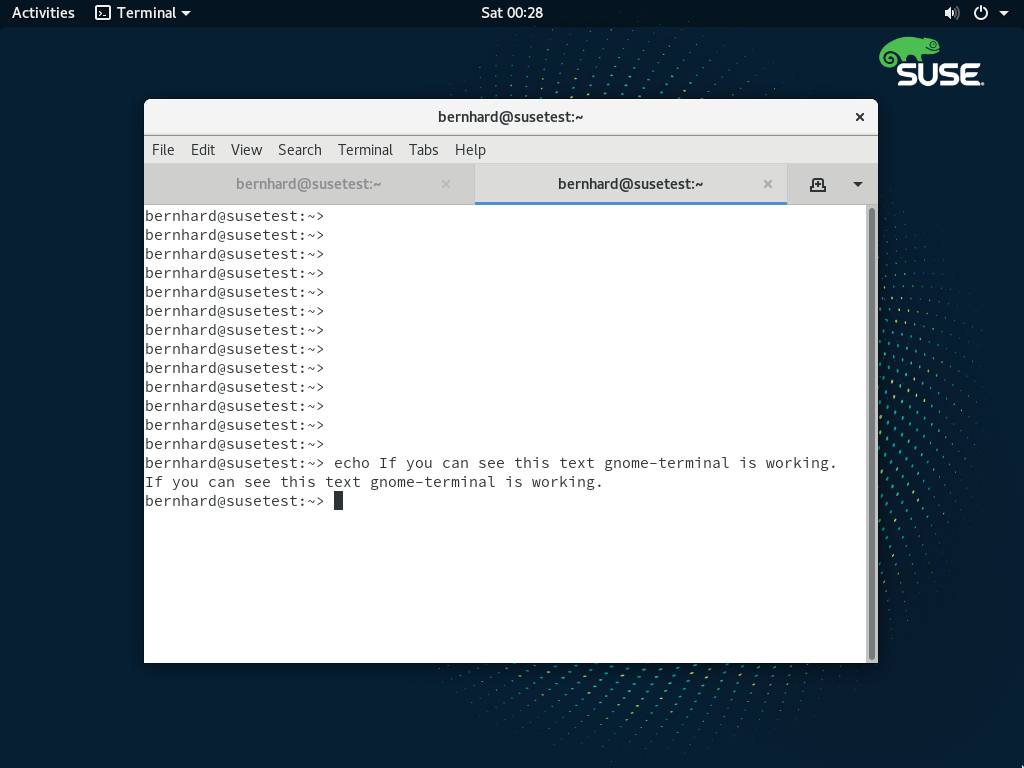 Activities Terminal Sat 00:28
SUSE
bernhard@susetest:~
File Edit View Search Terminal Tabs Help
bernhard@susetest:~ bernhard@susetest:~
bernhard@susetest:~>
bernhard@susetest:~>
bernhard@susetest:~>
bernhard@susetest:~>
bernhard@susetest:~>
bernhard@susetest:~>
bernhard@susetest:~>
bernhard@susetest:~>
bernhard@susetest:~>
bernhard@susetest:~>
bernhard@susetest:~>
bernhard@susetest:~>
bernhard@susetest:~>
bernhard@susetest:~> echo If you can see this text gnome-terminal is working.
If you can see this text gnome-terminal is working.
bernhard@susetest:~>